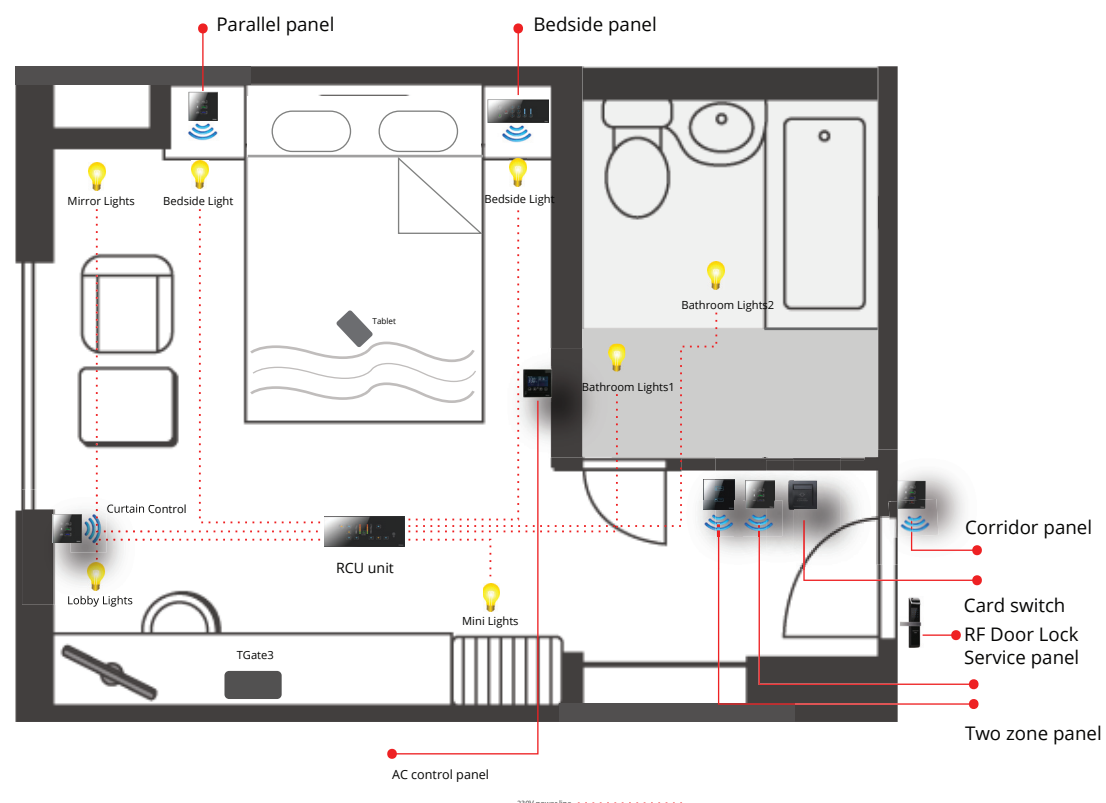 Parallel panel
Bedside panel
Mirror Lights
Bedside Light
Bedside Light
Bathroom Lights2
Tablet
Bathroom Lights1
Curtain Control
RCU unit
Corridor panel
Lobby Lights
Mini Lights
Card switch
RF Door Lock
Service panel
TGate3
Two zone panel
AC control panel